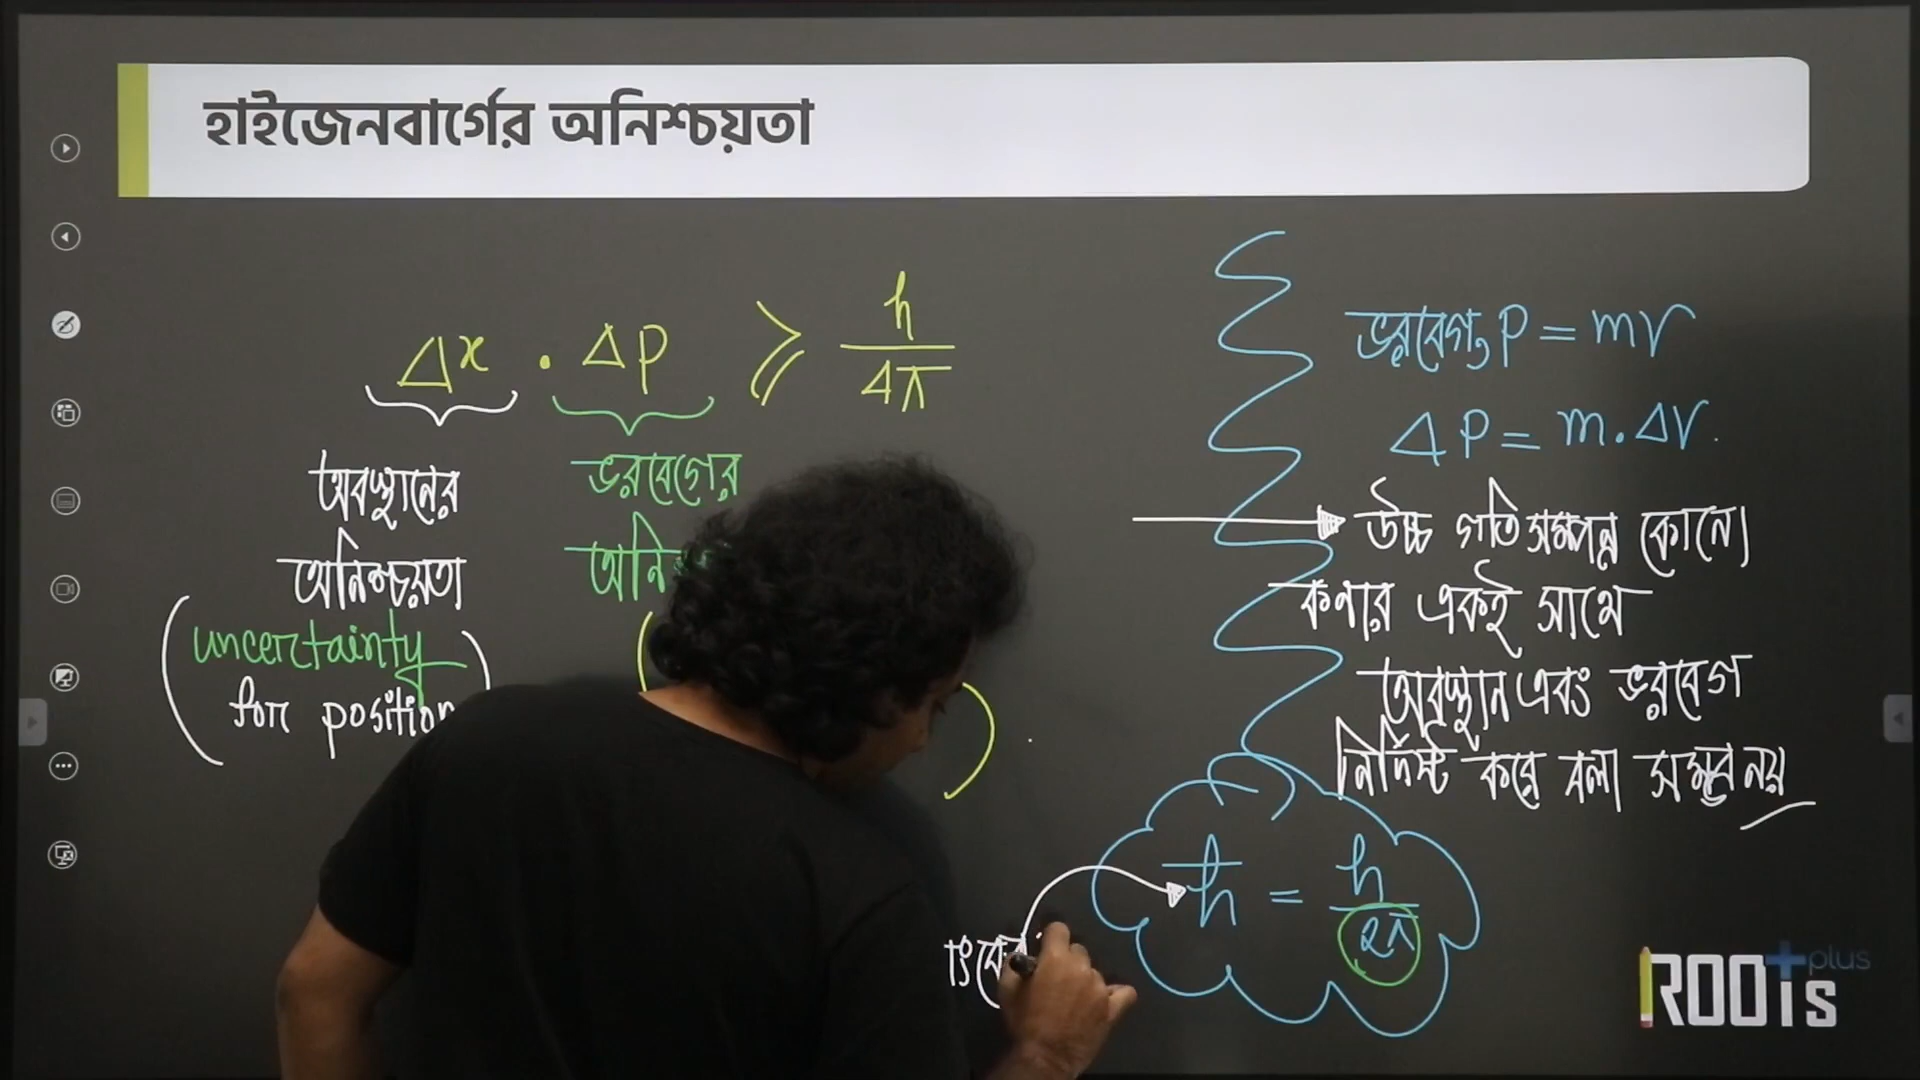 হাইজেনবার্গের অনিশ্চয়তা
Δx . Δp ≥ h/4π
অবস্থানের
অনিশ্চয়তা
(uncertainty
for position
ভরবেগের
ভরবেগ, P = mv
ΔP = m.Δv.
উচ্চ গতি সম্পন্ন কোনো
কণার একই সাথে
অবস্থান এবং ভরবেগ
নির্দিষ্ট করে বলা সম্ভব নয়
ħ = h/2π
ROOTs plus